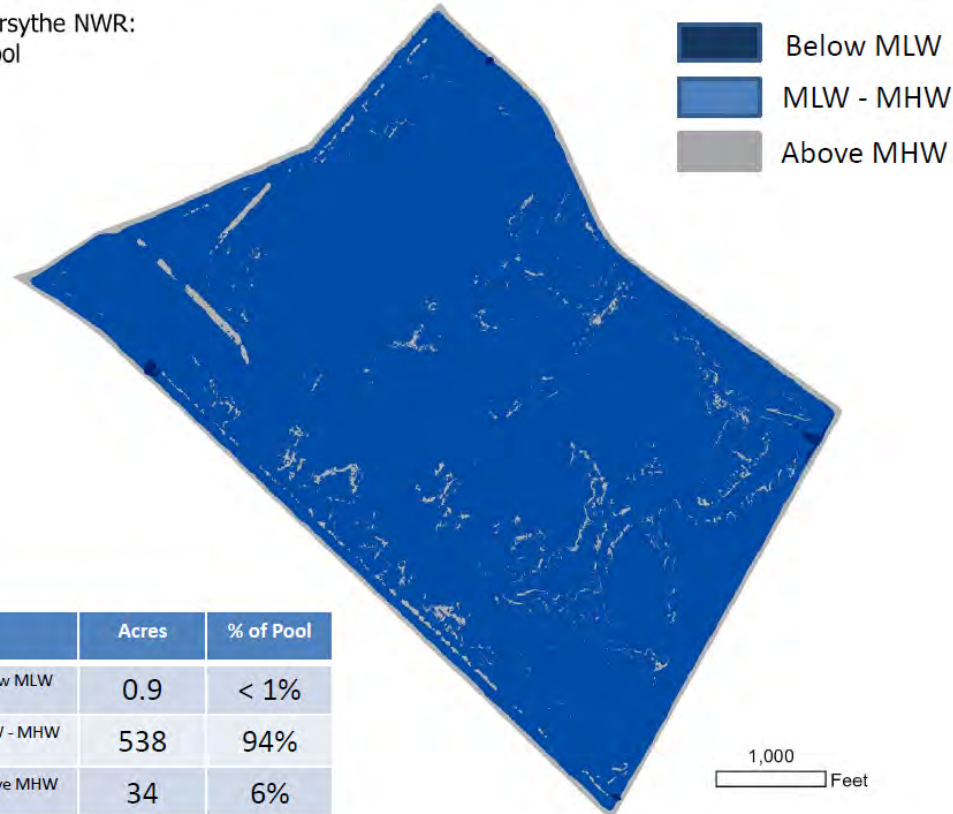 rsythe NWR:
ool
Below MLW
MLW - MHW
Above MHW
Acres % of Pool
w MLW 0.9 < 1%
/ - MHW 538 94%
ve MHW 34 6%
1,000
Feet